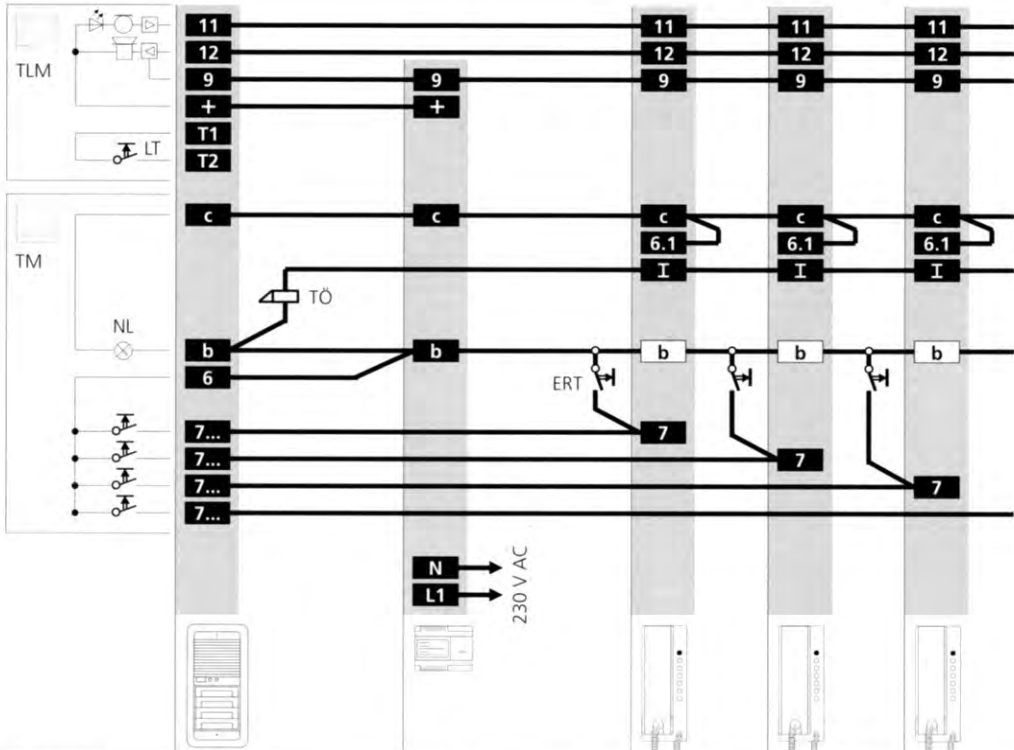 11 11 11 11
TLM 12 12 12 12
9 9 9 9 9
+ +
T1
LT T2
c c c c c
TM 6.1 6.1 6.1
I I I
TÖ
NL
b b b b b
6 ERT
7... 7
7... 7
7... 7
7...
N
L1
230 V AC